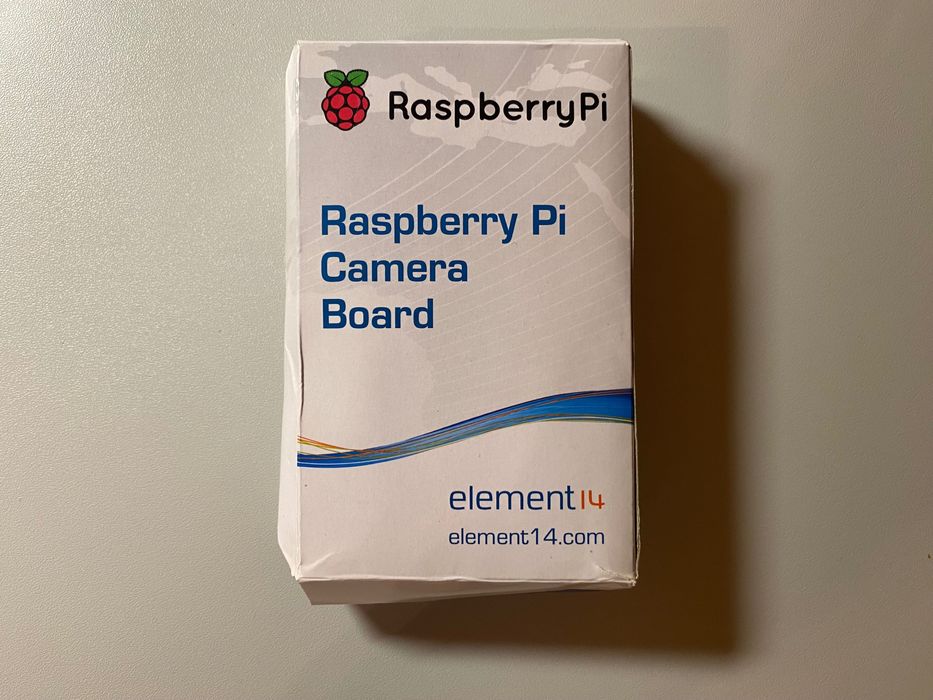 RaspberryPi
Raspberry Pi
Camera
Board
element14
element14.com